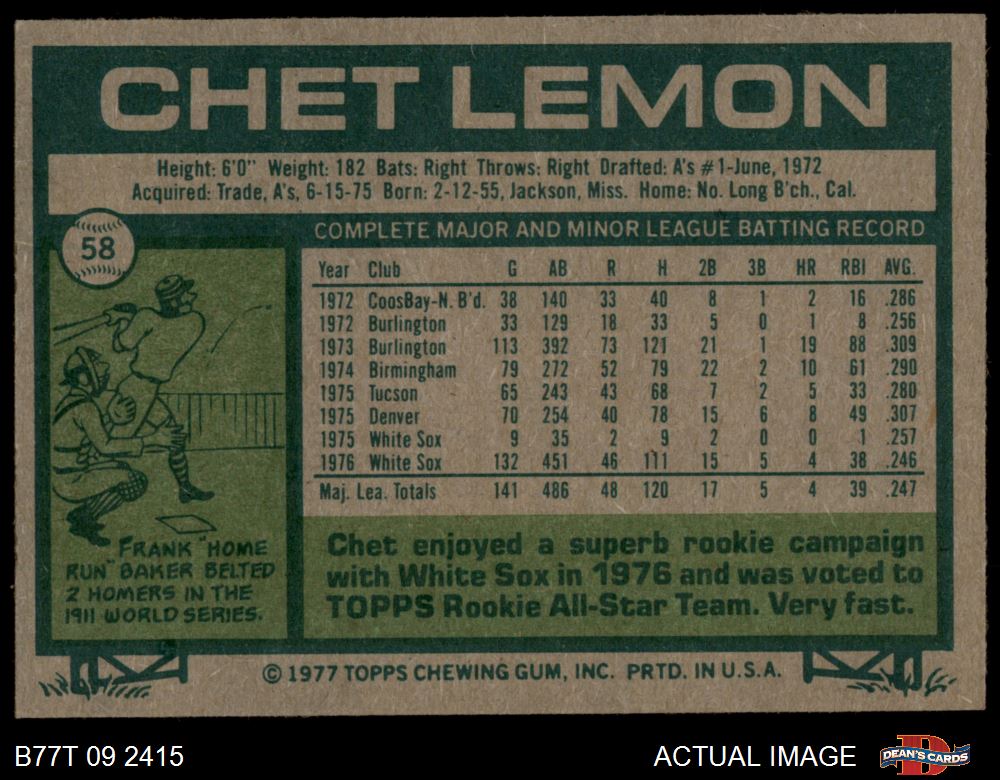 CHET LEMON
Height: 6'0" Weight: 182 Bats: Right Throws: Right Drafted: A's #1-June, 1972
Acquired: Trade, A's, 6-15-75 Born: 2-12-55, Jackson, Miss. Home: No. Long B'ch., Cal.
58
COMPLETE MAJOR AND MINOR LEAGUE BATTING RECORD
Year Club G AB R H 2B 3B HR RBI AVG.
1972 CoosBay-N. B'd. 38 140 33 40 8 1 2 16 .286
1972 Burlington 33 129 18 33 5 0 1 8 .256
1973 Burlington 113 392 73 121 21 1 19 88 .309
1974 Birmingham 79 272 52 79 22 2 10 61 .290
1975 Tucson 65 243 43 68 7 2 5 33 .280
1975 Denver 70 254 40 78 15 6 8 49 .307
1975 White Sox 9 35 2 9 2 0 0 1 .257
1976 White Sox 132 451 46 111 15 5 4 38 .246
Maj. Lea. Totals 141 486 48 120 17 5 4 39 .247
FRANK "HOME
RUN" BAKER BELTED
2 HOMERS IN THE
1911 WORLD SERIES.
Chet enjoyed a superb rookie campaign
with White Sox in 1976 and was voted to
TOPPS Rookie All-Star Team. Very fast.
© 1977 TOPPS CHEWING GUM, INC. PRTD. IN U.S.A.
B77T 09 2415
ACTUAL IMAGE
D
DEAN'S CARDS